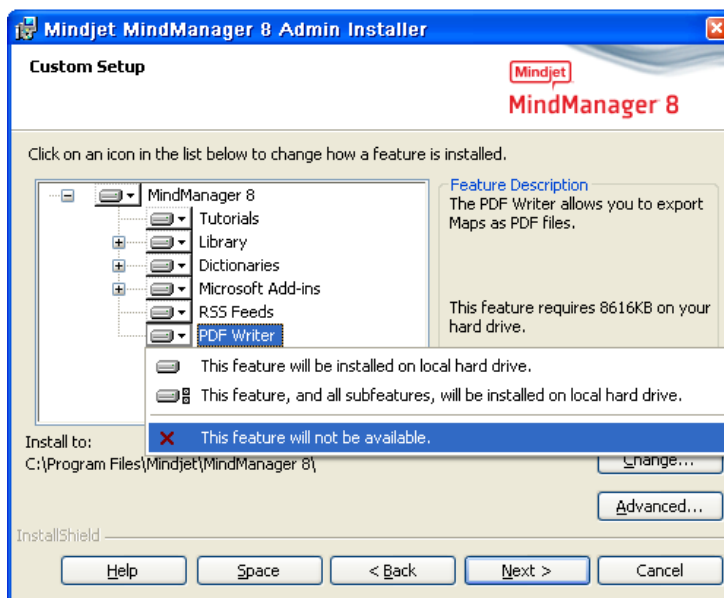 Mindjet MindManager 8 Admin Installer
Custom Setup
Mindjet
MindManager 8
Click on an icon in the list below to change how a feature is installed.
MindManager 8
Tutorials
Library
Dictionaries
Microsoft Add-ins
RSS Feeds
PDF Writer
Feature Description
The PDF Writer allows you to export
Maps as PDF files.
This feature requires 8616KB on your
hard drive.
This feature will be installed on local hard drive.
This feature, and all subfeatures, will be installed on local hard drive.
This feature will not be available.
Install to:
C:\Program Files\Mindjet\MindManager 8\
Change...
Advanced...
InstallShield
Help
Space
< Back
Next >
Cancel